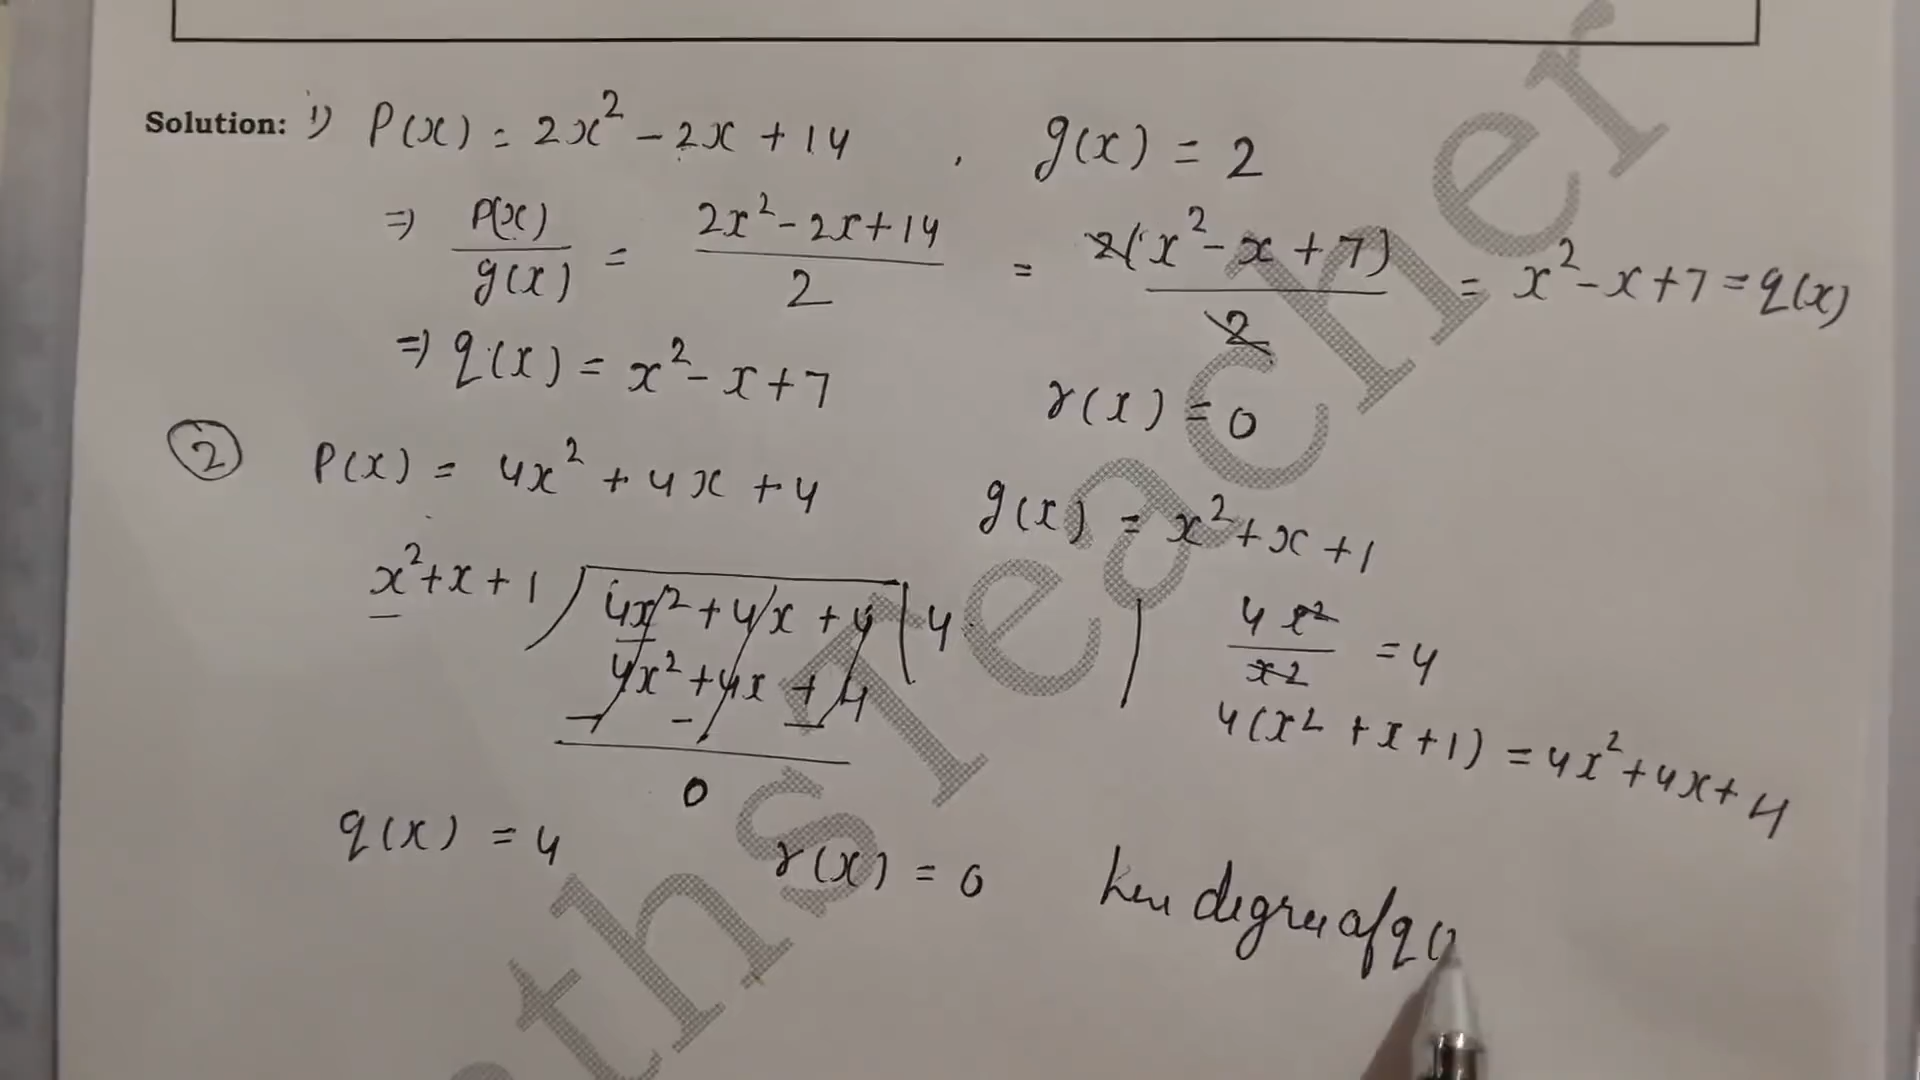 Solution: 1) P(x) = 2x² - 2x + 14 , g(x) = 2
⇒ P(x)/g(x) = (2x² - 2x + 14)/2 = 2(x² - x + 7)/2 = x² - x + 7 = q(x)
⇒ q(x) = x² - x + 7 r(x) = 0
② P(x) = 4x² + 4x + 4 g(x) = x² + x + 1
x² + x + 1 ) 4x² + 4x + 4 ( 4 | 4x²/x² = 4
4x² + 4x + 4 4(x² + x + 1) = 4x² + 4x + 4
- - -
0
q(x) = 4 r(x) = 0 degree of q(
Maths Teacher